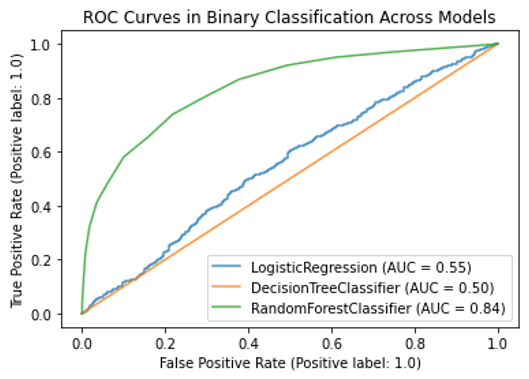 ROC Curves in Binary Classification Across Models
True Positive Rate (Positive label: 1.0)
1.0
0.8
0.6
0.4
0.2
0.0
LogisticRegression (AUC = 0.55)
DecisionTreeClassifier (AUC = 0.50)
RandomForestClassifier (AUC = 0.84)
0.0 0.2 0.4 0.6 0.8 1.0
False Positive Rate (Positive label: 1.0)